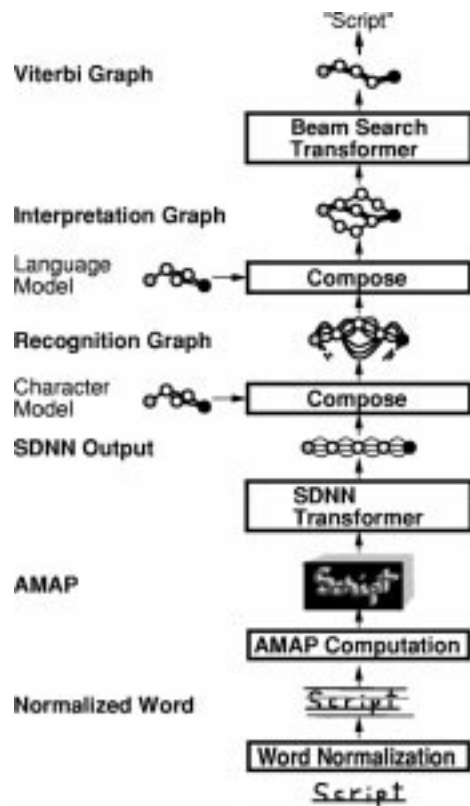 "Script"
Viterbi Graph
Beam Search
Transformer
Interpretation Graph
Language
Model
Compose
Recognition Graph
Character
Model
Compose
SDNN Output
SDNN
Transformer
AMAP
Script
AMAP Computation
Normalized Word
Script
Word Normalization
Script